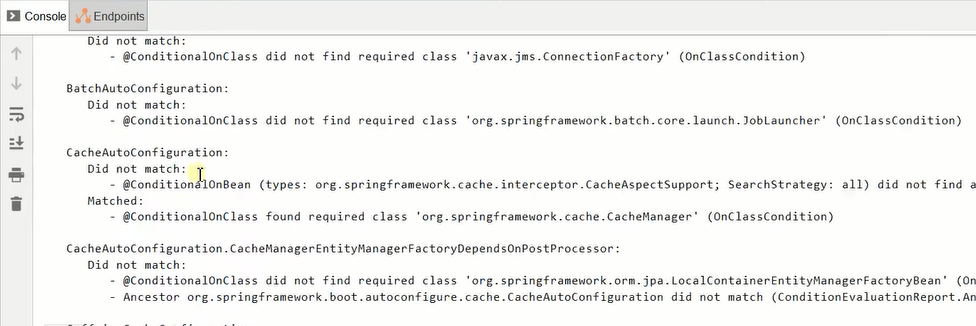 Console Endpoints
Did not match:
- @ConditionalOnClass did not find required class 'javax.jms.ConnectionFactory' (OnClassCondition)
BatchAutoConfiguration:
Did not match:
- @ConditionalOnClass did not find required class 'org.springframework.batch.core.launch.JobLauncher' (OnClassCondition)
CacheAutoConfiguration:
Did not match:
- @ConditionalOnBean (types: org.springframework.cache.interceptor.CacheAspectSupport; SearchStrategy: all) did not find a
Matched:
- @ConditionalOnClass found required class 'org.springframework.cache.CacheManager' (OnClassCondition)
CacheAutoConfiguration.CacheManagerEntityManagerFactoryDependsOnPostProcessor:
Did not match:
- @ConditionalOnClass did not find required class 'org.springframework.orm.jpa.LocalContainerEntityManagerFactoryBean' (On
- Ancestor org.springframework.boot.autoconfigure.cache.CacheAutoConfiguration did not match (ConditionEvaluationReport.An